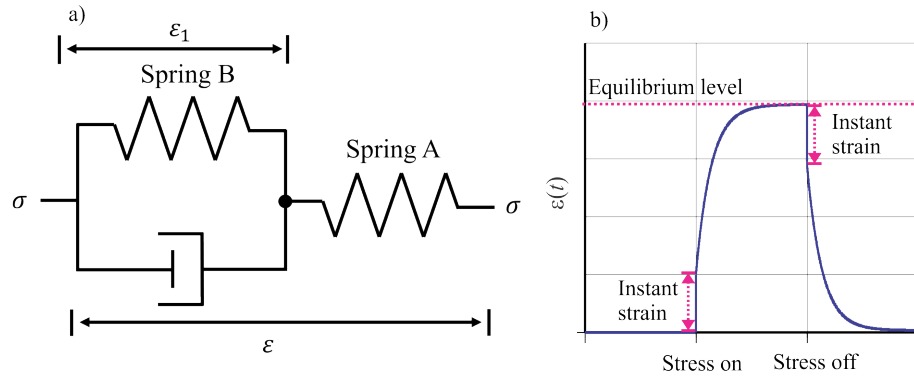 a)
ε₁
Spring B
Spring A
σ
σ
ε
b)
Equilibrium level
Instant
strain
Instant
strain
ε(t)
Stress on
Stress off